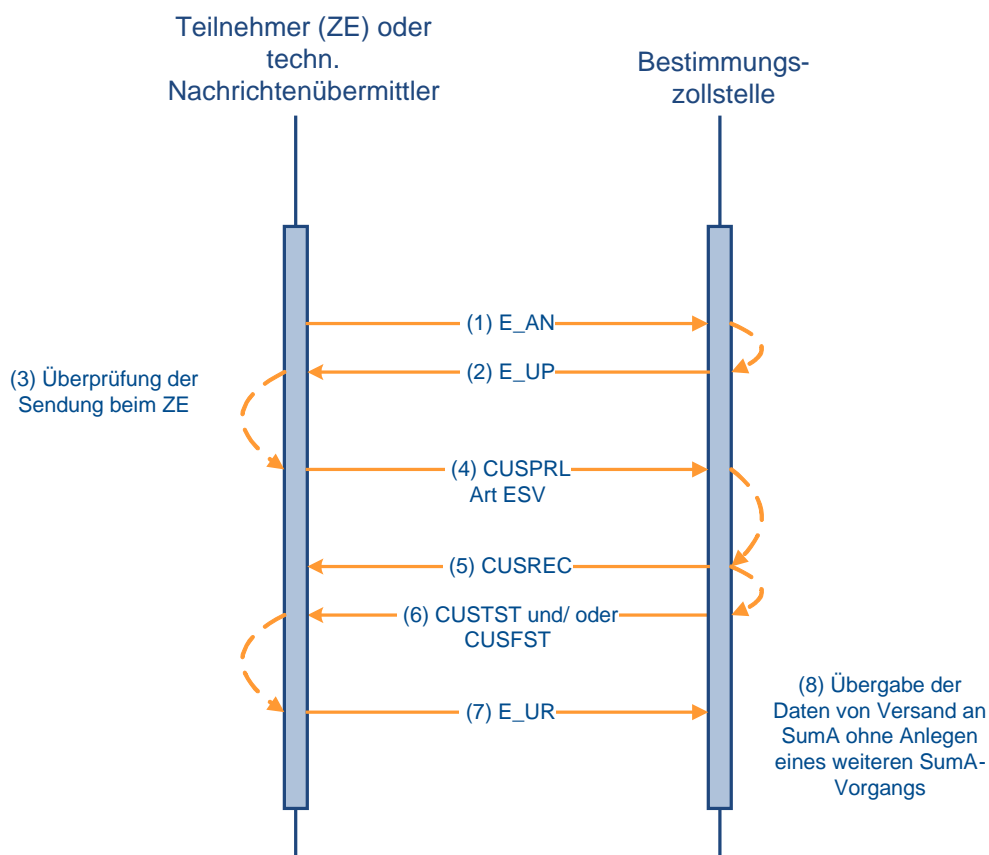 Teilnehmer (ZE) oder
techn.
Nachrichtenübermittler
Bestimmungs-
zollstelle
(1) E_AN
(2) E_UP
(3) Überprüfung der
Sendung beim ZE
(4) CUSPRL
Art ESV
(5) CUSREC
(6) CUSTST und/ oder
CUSFST
(7) E_UR
(8) Übergabe der
Daten von Versand an
SumA ohne Anlegen
eines weiteren SumA-
Vorgangs